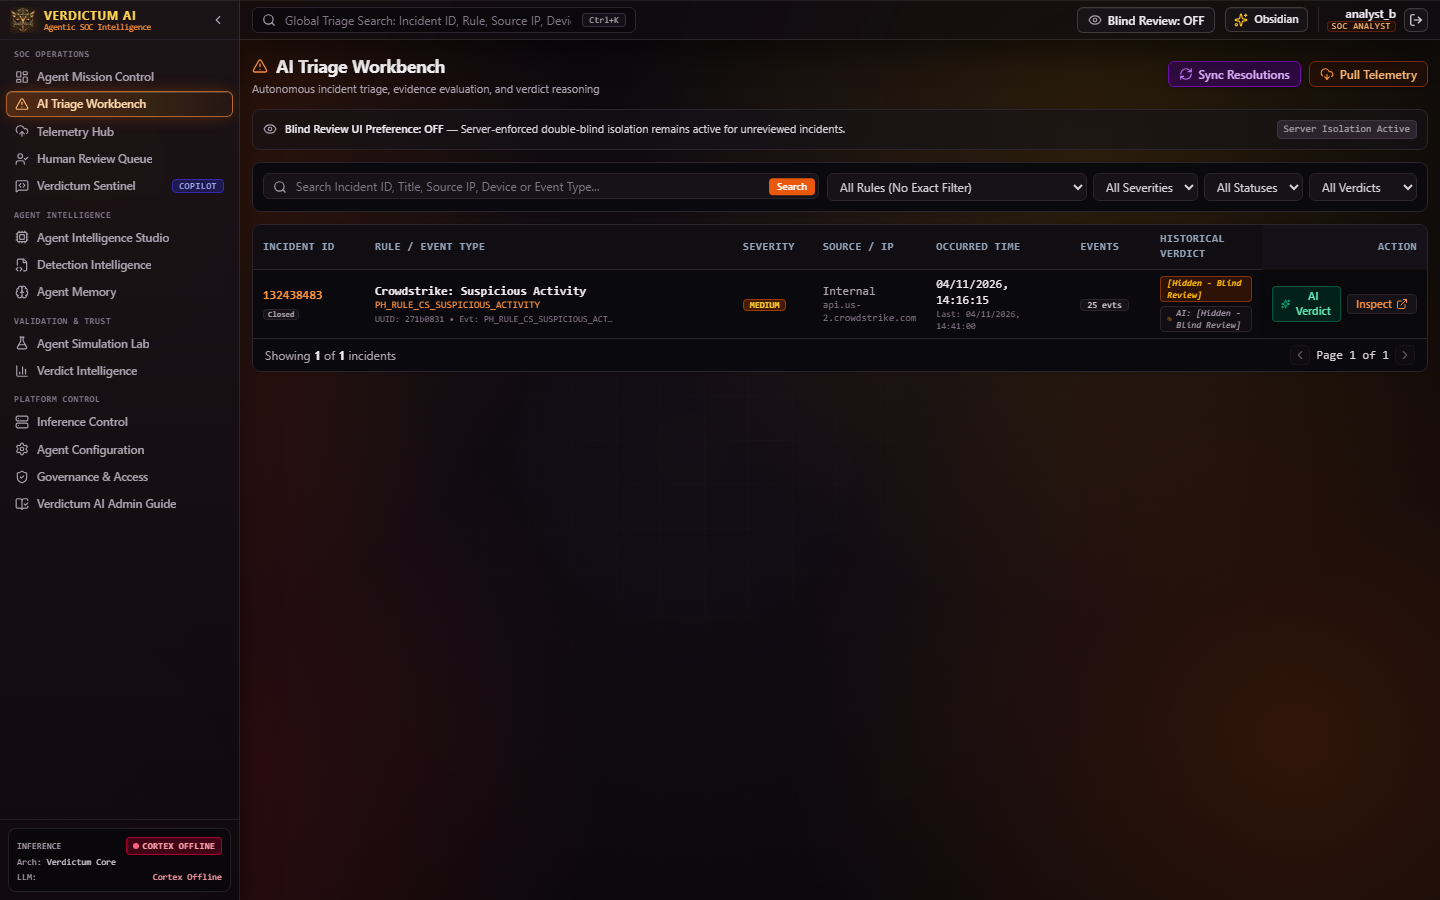 VERDICTUM AI
Agentic SOC Intelligence
Global Triage Search: Incident ID, Rule, Source IP, Devi
Ctrl+K
Blind Review: OFF
Obsidian
analyst_b
SOC ANALYST
SOC OPERATIONS
Agent Mission Control
AI Triage Workbench
Telemetry Hub
Human Review Queue
Verdictum Sentinel
COPILOT
AGENT INTELLIGENCE
Agent Intelligence Studio
Detection Intelligence
Agent Memory
VALIDATION & TRUST
Agent Simulation Lab
Verdict Intelligence
PLATFORM CONTROL
Inference Control
Agent Configuration
Governance & Access
Verdictum AI Admin Guide
INFERENCE
CORTEX OFFLINE
Arch: Verdictum Core
LLM:
Cortex Offline
AI Triage Workbench
Autonomous incident triage, evidence evaluation, and verdict reasoning
Sync Resolutions
Pull Telemetry
Blind Review UI Preference: OFF — Server-enforced double-blind isolation remains active for unreviewed incidents.
Server Isolation Active
Search Incident ID, Title, Source IP, Device or Event Type...
Search
All Rules (No Exact Filter)
All Severities
All Statuses
All Verdicts
INCIDENT ID
RULE / EVENT TYPE
SEVERITY
SOURCE / IP
OCCURRED TIME
EVENTS
HISTORICAL
VERDICT
ACTION
132438483
Closed
Crowdstrike: Suspicious Activity
PH_RULE_CS_SUSPICIOUS_ACTIVITY
UUID: 271b0831 • Evt: PH_RULE_CS_SUSPICIOUS_ACT…
MEDIUM
Internal
api.us-
2.crowdstrike.com
04/11/2026,
14:16:15
Last: 04/11/2026,
14:41:00
25 evts
[Hidden - Blind
Review]
AI: [Hidden -
Blind Review]
AI
Verdict
Inspect
Showing 1 of 1 incidents
Page 1 of 1